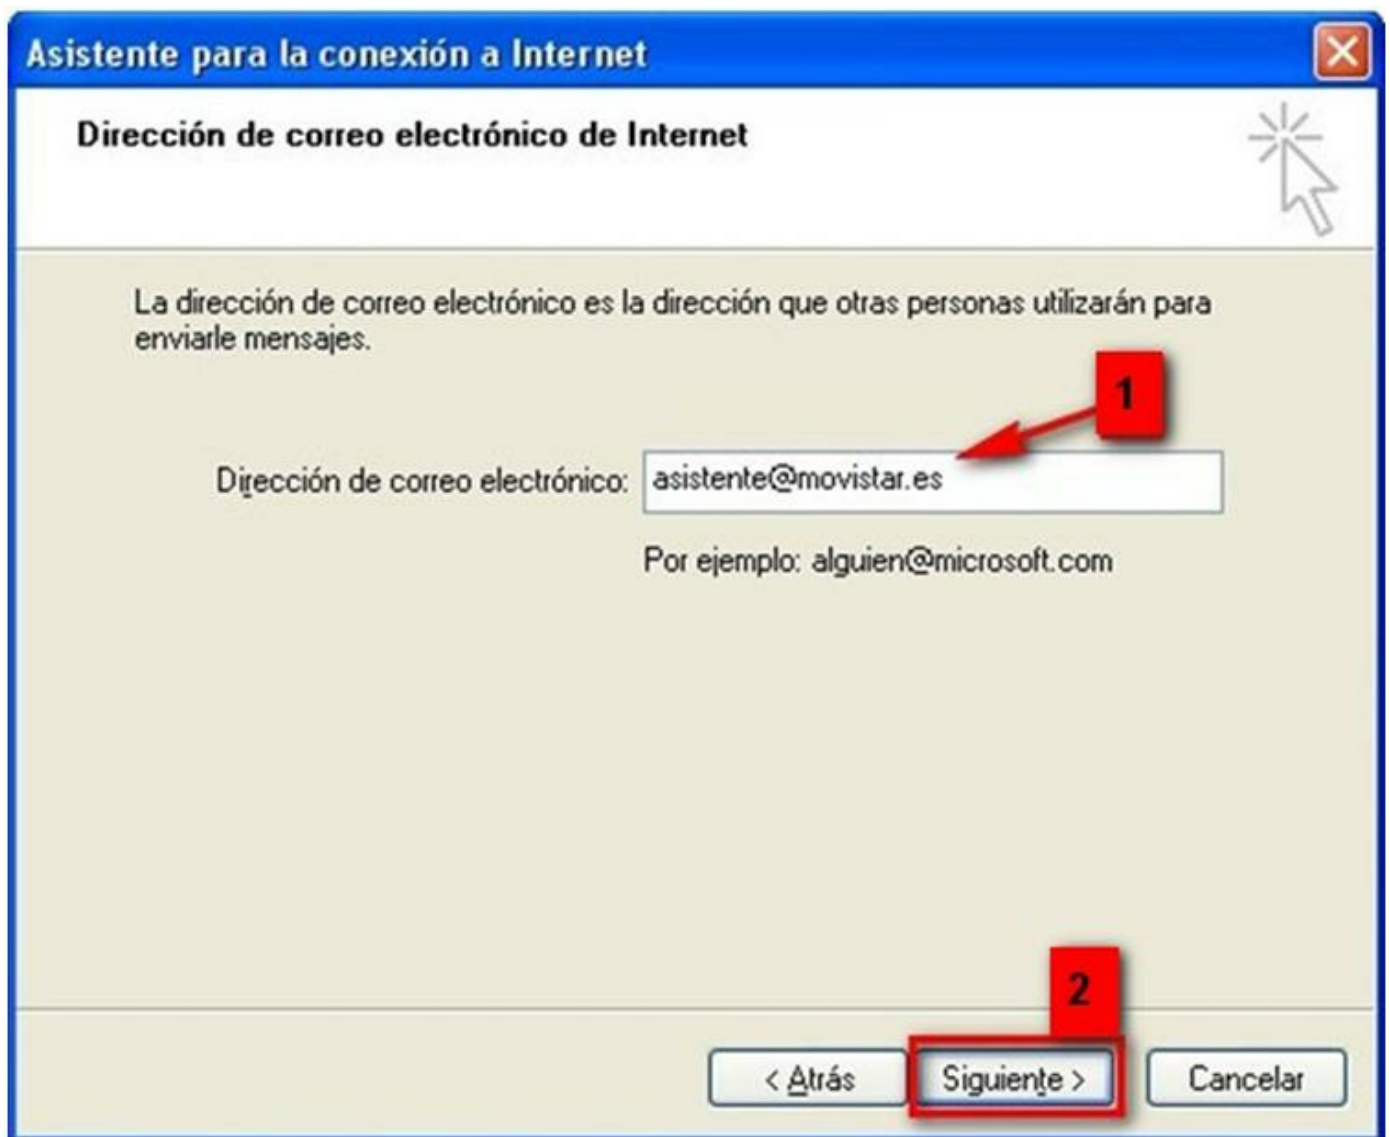 Asistente para la conexión a Internet
Dirección de correo electrónico de Internet
La dirección de correo electrónico es la dirección que otras personas utilizarán para
enviarle mensajes.
1
Dirección de correo electrónico: asistente@movistar.es
Por ejemplo: alguien@microsoft.com
2
< Atrás Siguiente > Cancelar